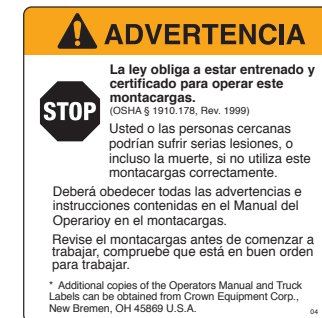 ADVERTENCIA
La ley obliga a estar entrenado y
certificado para operar este
montacargas.
(OSHA § 1910.178, Rev. 1999)
STOP
Usted o las personas cercanas
podrían sufrir serias lesiones, o
incluso la muerte, si no utiliza este
montacargas correctamente.
Deberá obedecer todas las advertencias e
instrucciones contenidas en el Manual del
Operarioy en el montacargas.
Revise el montacargas antes de comenzar a
trabajar, compruebe que está en buen orden
para trabajar.
* Additional copies of the Operators Manual and Truck
Labels can be obtained from Crown Equipment Corp.,
New Bremen, OH 45869 U.S.A.
04